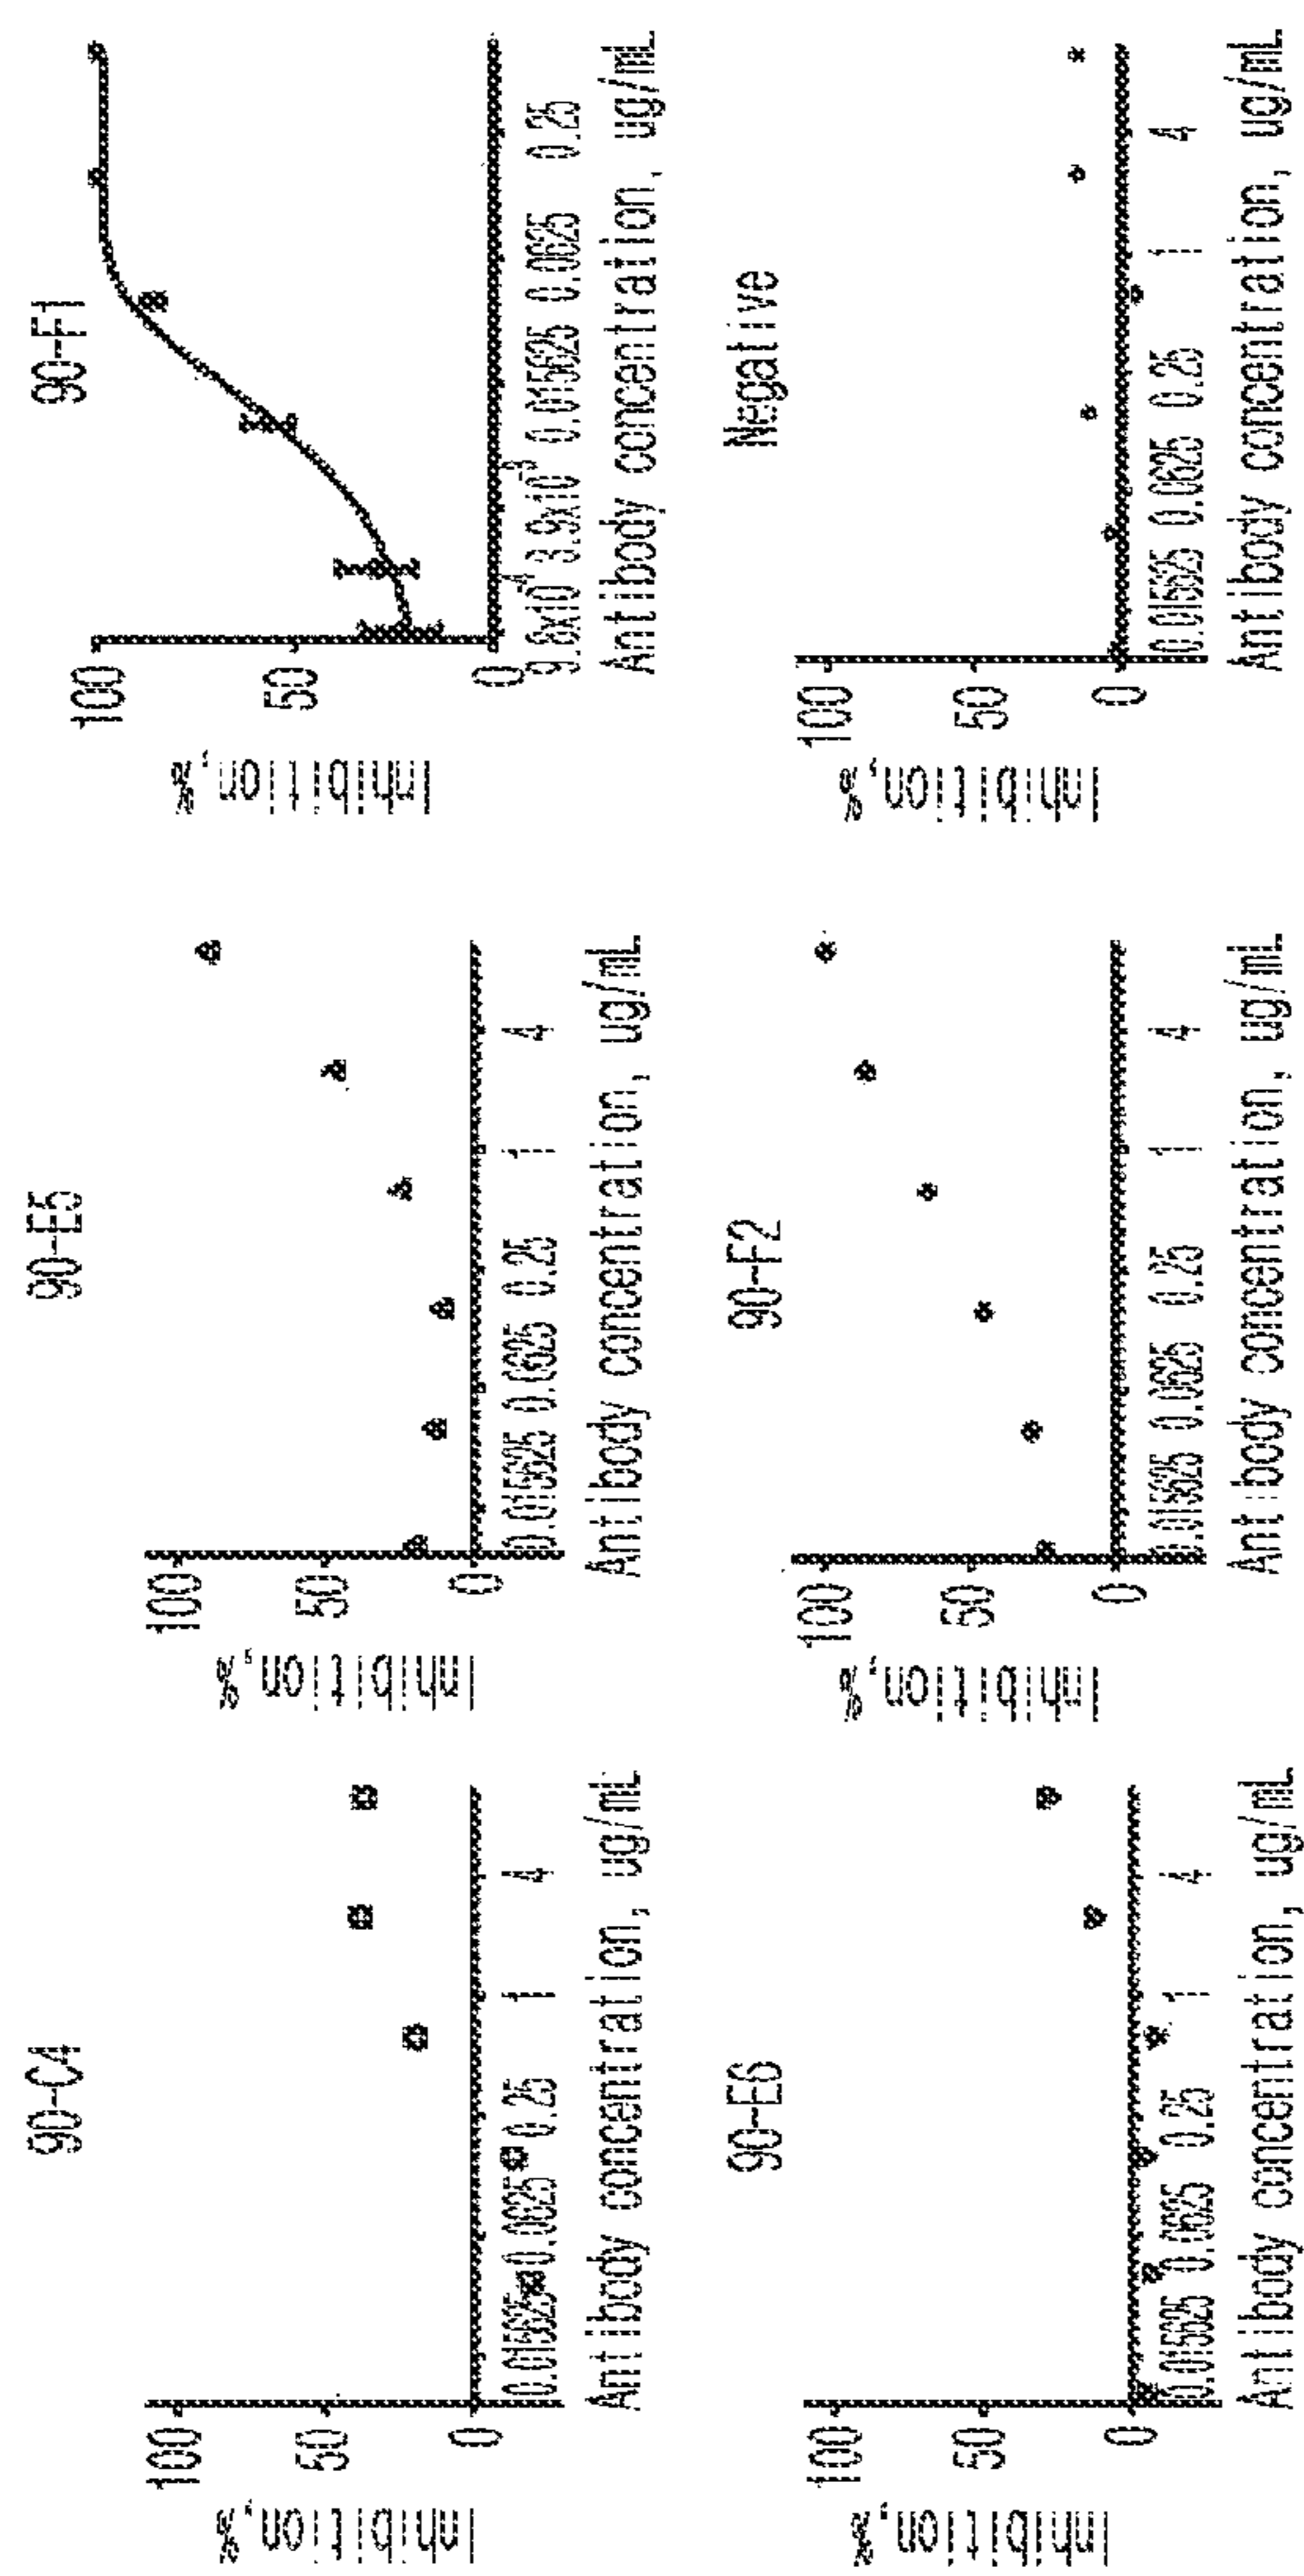 90-C4
Inhibition,%
100
50
0
0.015625 0.0625 0.25 1 4
Antibody concentration, ug/mL
90-E5
Inhibition,%
100
50
0
0.015625 0.0625 0.25 1 4
Antibody concentration, ug/mL
90-F1
Inhibition,%
100
50
0
9.8x10⁻⁴ 3.9x10⁻³ 0.015625 0.0625 0.25
Antibody concentration, ug/mL
90-E6
Inhibition,%
100
50
0
0.015625 0.0625 0.25 1 4
Antibody concentration, ug/mL
90-F2
Inhibition,%
100
50
0
0.015625 0.0625 0.25 1 4
Antibody concentration, ug/mL
Negative
Inhibition,%
100
50
0
0.015625 0.0625 0.25 1 4
Antibody concentration, ug/mL